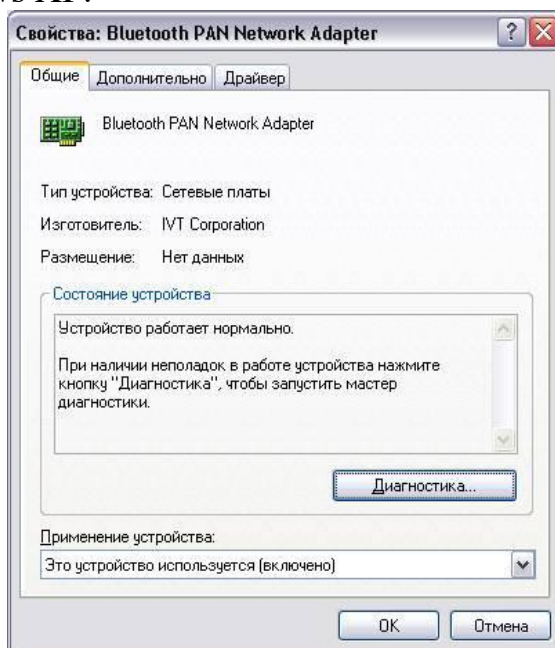 Свойства: Bluetooth PAN Network Adapter
Общие Дополнительно Драйвер
Bluetooth PAN Network Adapter
Тип устройства: Сетевые платы
Изготовитель: IVT Corporation
Размещение: Нет данных
Состояние устройства
Устройство работает нормально.
При наличии неполадок в работе устройства нажмите
кнопку "Диагностика", чтобы запустить мастер
диагностики.
Диагностика...
Применение устройства:
Это устройство используется (включено)
OK Отмена